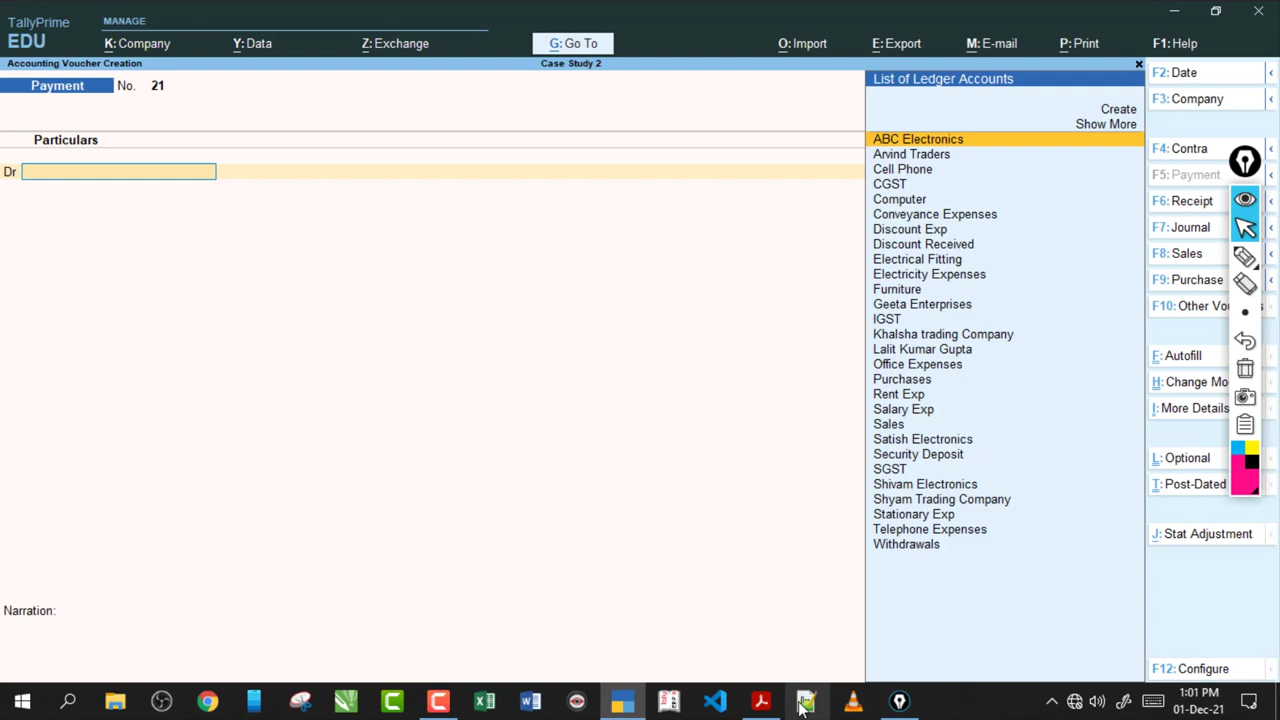 TallyPrime
EDU
MANAGE
K: Company
Y: Data
Z: Exchange
G: Go To
O: Import
E: Export
M: E-mail
P: Print
F1: Help
Accounting Voucher Creation
Case Study 2
Payment No. 21
Particulars
Dr
Narration:
List of Ledger Accounts
Create
Show More
ABC Electronics
Arvind Traders
Cell Phone
CGST
Computer
Conveyance Expenses
Discount Exp
Discount Received
Electrical Fitting
Electricity Expenses
Furniture
Geeta Enterprises
IGST
Khalsha trading Company
Lalit Kumar Gupta
Office Expenses
Purchases
Rent Exp
Salary Exp
Sales
Satish Electronics
Security Deposit
SGST
Shivam Electronics
Shyam Trading Company
Stationary Exp
Telephone Expenses
Withdrawals
F2: Date
F3: Company
F4: Contra
F5: Payment
F6: Receipt
F7: Journal
F8: Sales
F9: Purchase
F10: Other
F: Autofill
H: Change
I: More Details
L: Optional
T: Post-Dated
J: Stat Adjustment
F12: Configure
1:01 PM
01-Dec-21